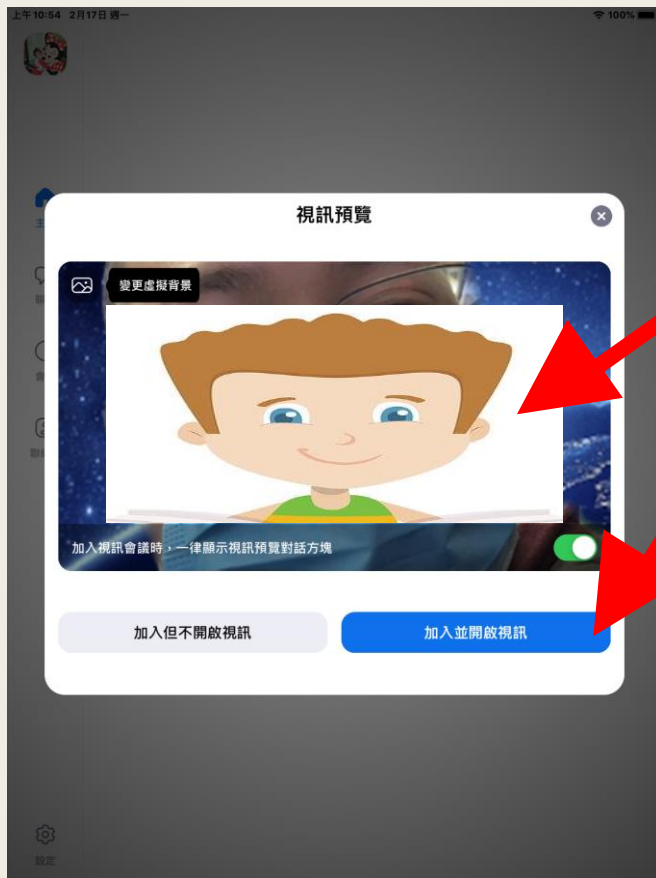 上午10:54 2月17日 週一
100%
視訊預覽
變更虛擬背景
加入視訊會議時，一律顯示視訊預覽對話方塊
加入但不開啟視訊
加入並開啟視訊
設定